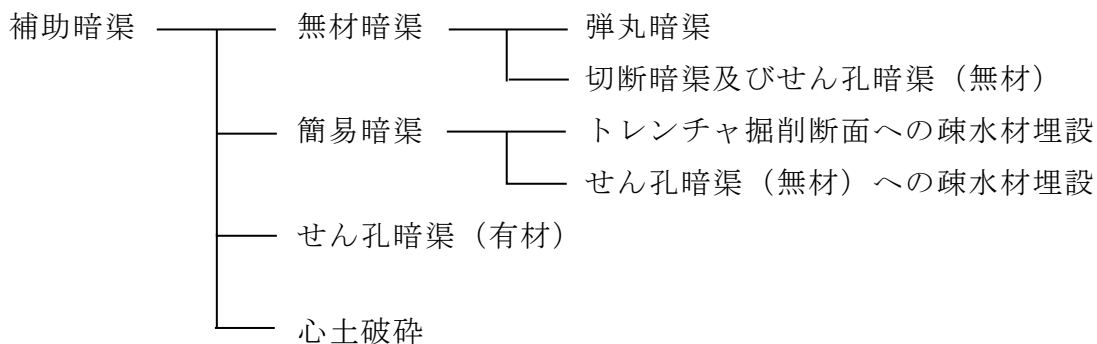 補助暗渠 無材暗渠 弾丸暗渠
切断暗渠及びせん孔暗渠（無材）
簡易暗渠 トレンチャ掘削断面への疎水材埋設
せん孔暗渠（無材）への疎水材埋設
せん孔暗渠（有材）
心土破砕